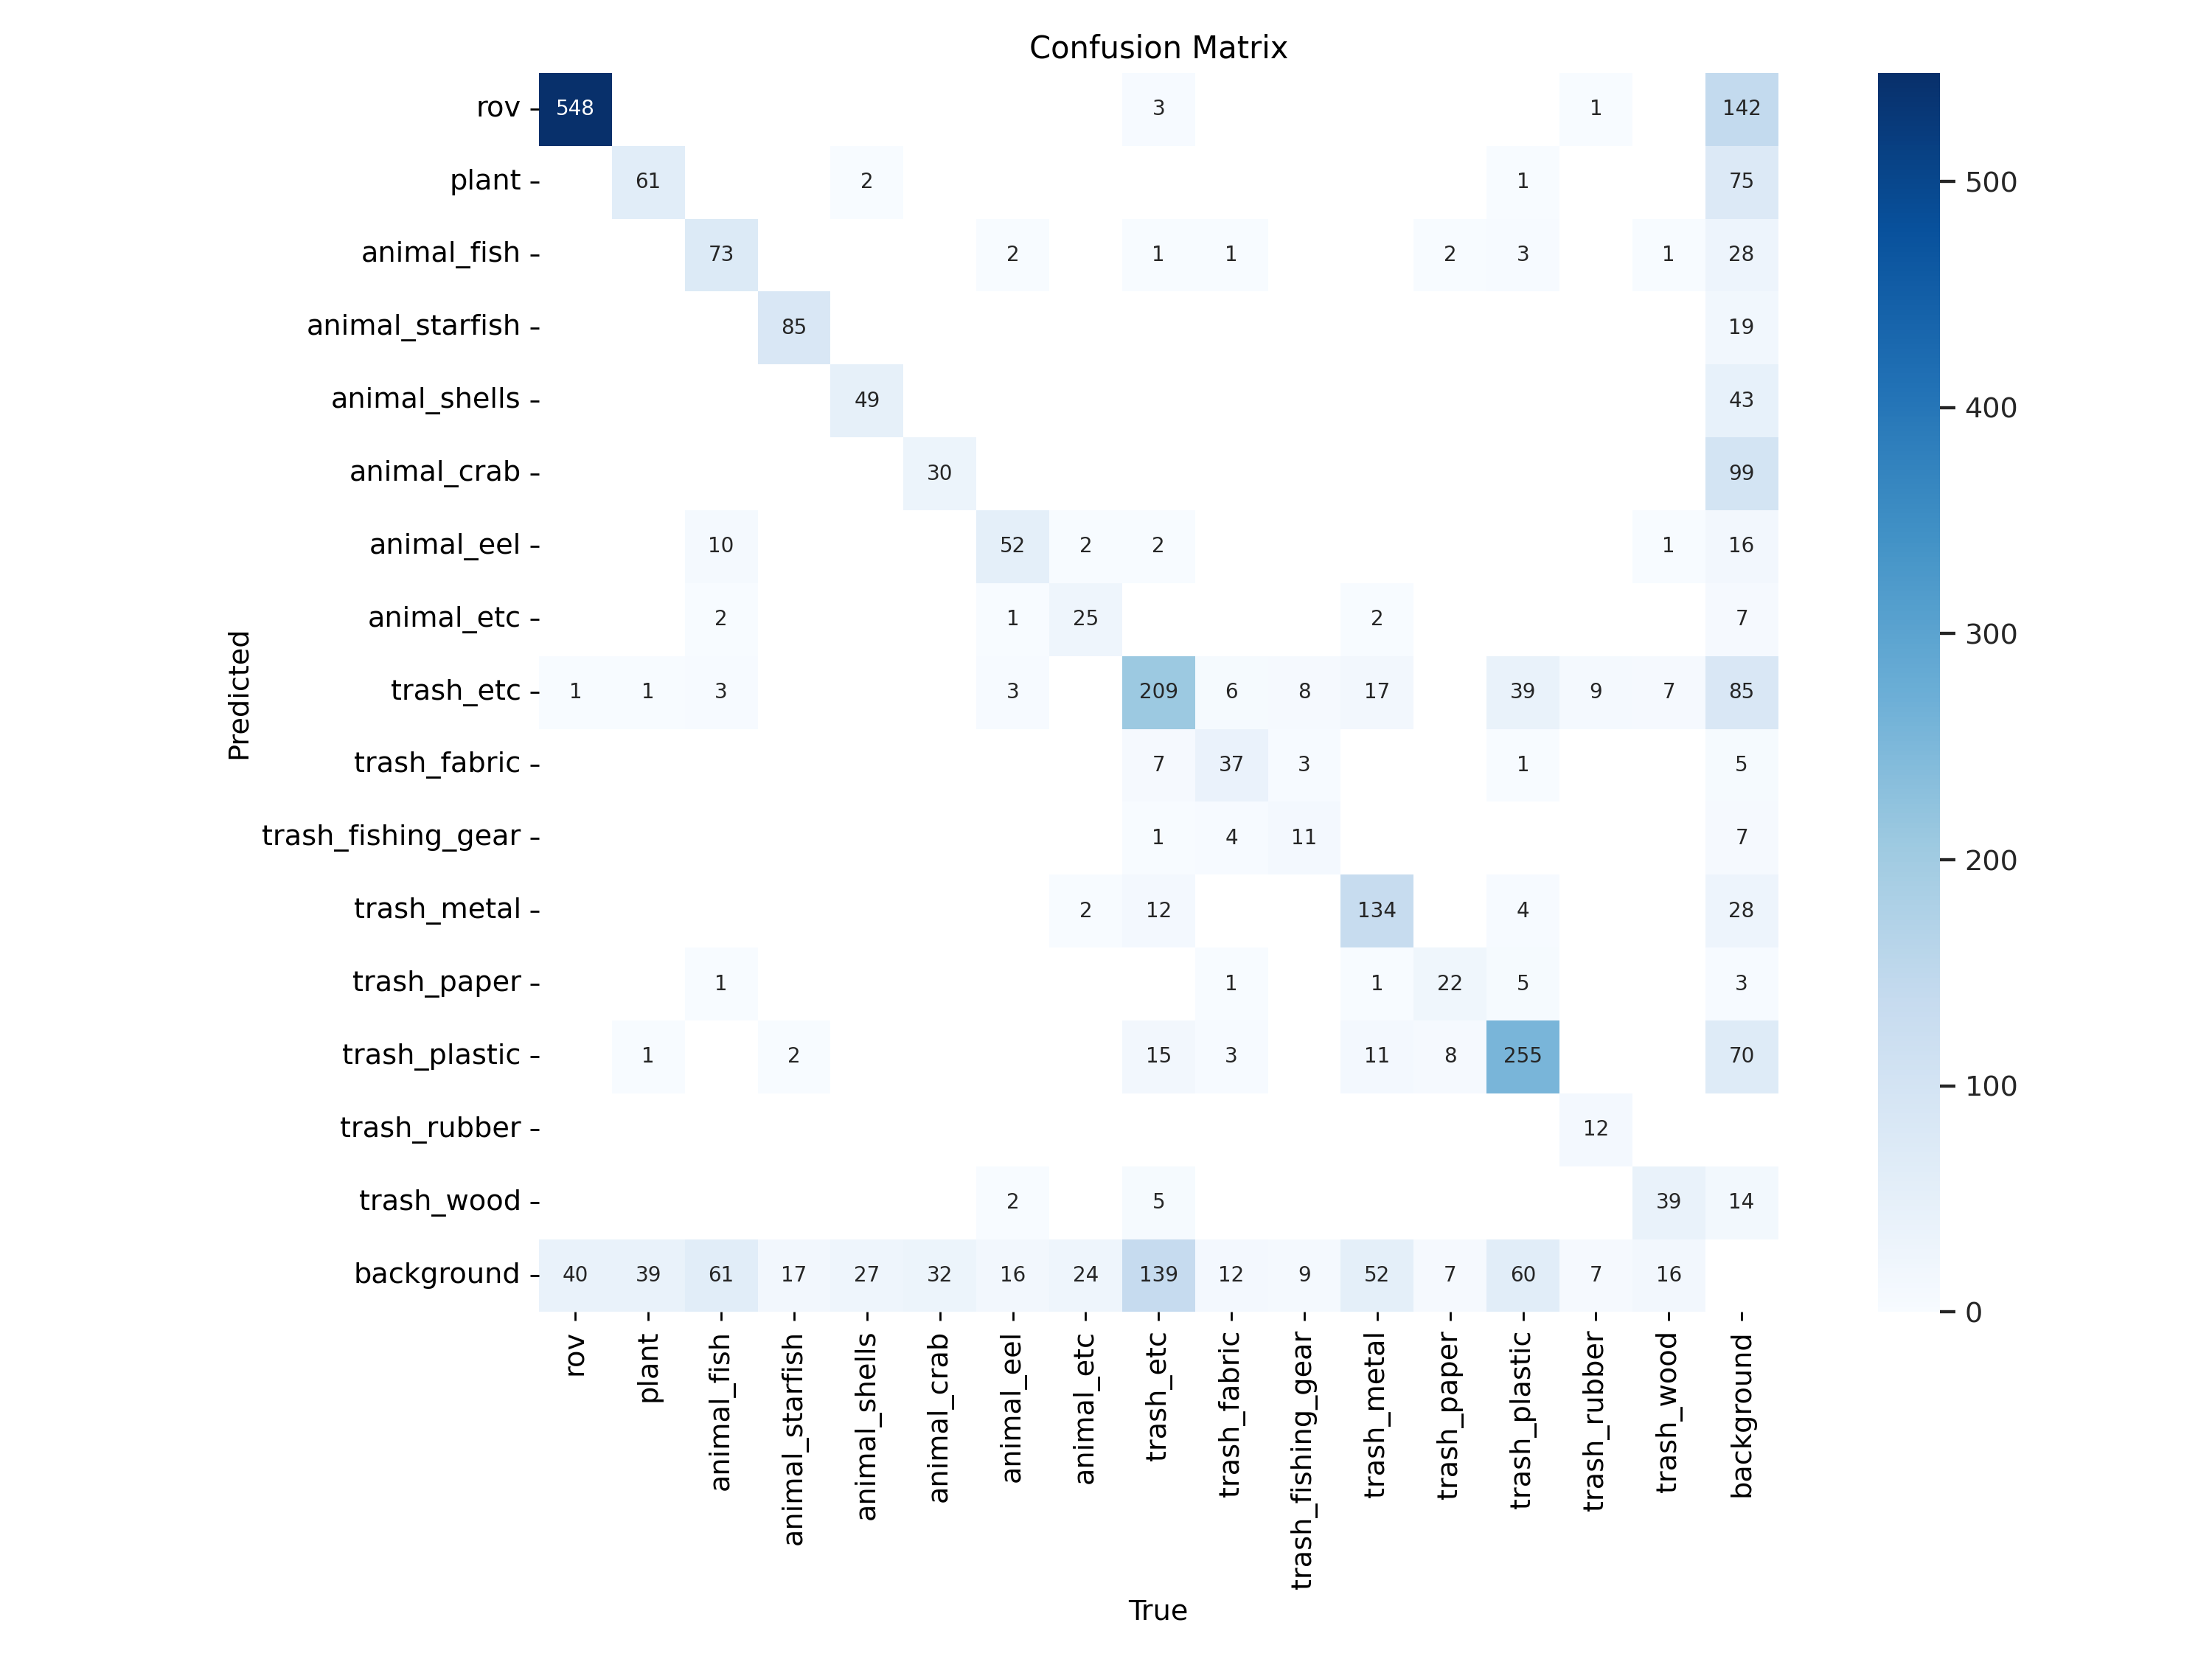 Confusion Matrix
rov 548 3 1 142
plant 61 2 1 75
animal_fish 73 2 1 1 2 3 1 28
animal_starfish 85 19
animal_shells 49 43
animal_crab 30 99
animal_eel 10 52 2 2 1 16
animal_etc 2 1 25 2 7
trash_etc 1 1 3 3 209 6 8 17 39 9 7 85
trash_fabric 7 37 3 1 5
trash_fishing_gear 1 4 11 7
trash_metal 2 12 134 4 28
trash_paper 1 1 1 22 5 3
trash_plastic 1 2 15 3 11 8 255 70
trash_rubber 12
trash_wood 2 5 39 14
background 40 39 61 17 27 32 16 24 139 12 9 52 7 60 7 16
rov plant animal_fish animal_starfish animal_shells animal_crab animal_eel animal_etc trash_etc trash_fabric trash_fishing_gear trash_metal trash_paper trash_plastic trash_rubber trash_wood background
True
Predicted
500
400
300
200
100
0